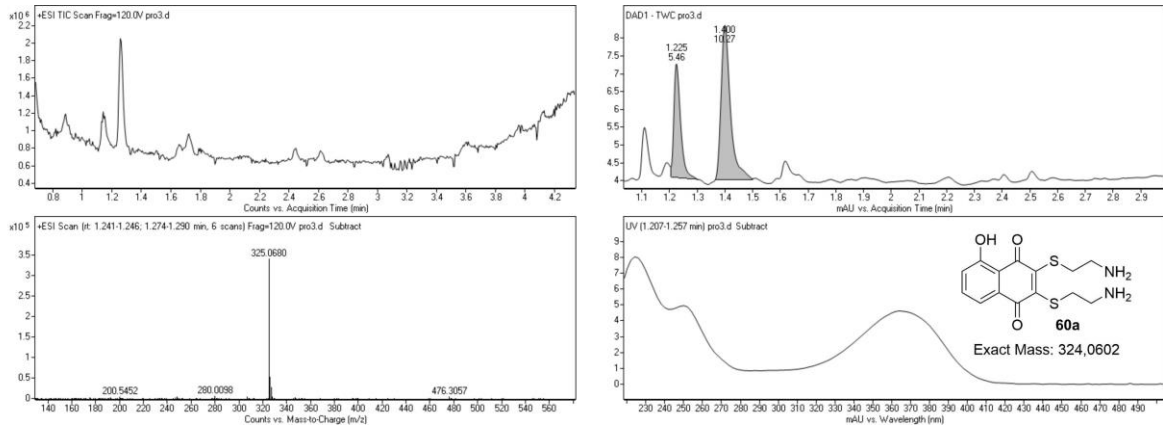 +ESI TIC Scan Frag=120.0V pro3.d
x10 6
2.2
2
1.8
1.6
1.4
1.2
1
0.8
0.6
0.4
0.8 1 1.2 1.4 1.6 1.8 2 2.2 2.4 2.6 2.8 3 3.2 3.4 3.6 3.8 4 4.2
Counts vs. Acquisition Time (min)
DAD1 - TWC pro3.d
1.225
5.46
1.400
10.27
8
7.5
7
6.5
6
5.5
5
4.5
4
1.1 1.2 1.3 1.4 1.5 1.6 1.7 1.8 1.9 2 2.1 2.2 2.3 2.4 2.5 2.6 2.7 2.8 2.9
mAU vs. Acquisition Time (min)
+ESI Scan (rt: 1.241-1.246; 1.274-1.290 min, 6 scans) Frag=120.0V pro3.d Subtract
x10 5
325.0680
3.5
3
2.5
2
1.5
1
0.5
0
200.5452
280.0098
476.3057
140 160 180 200 220 240 260 280 300 320 340 360 380 400 420 440 460 480 500 520 540 560
Counts vs. Mass-to-Charge (m/z)
UV (1.207-1.257 min) pro3.d Subtract
9
8
7
6
5
4
3
2
1
0
OH
O
S
NH2
S
NH2
O
60a
Exact Mass: 324,0602
230 240 250 260 270 280 290 300 310 320 330 340 350 360 370 380 390 400 410 420 430 440 450 460 470 480 490
mAU vs. Wavelength (nm)